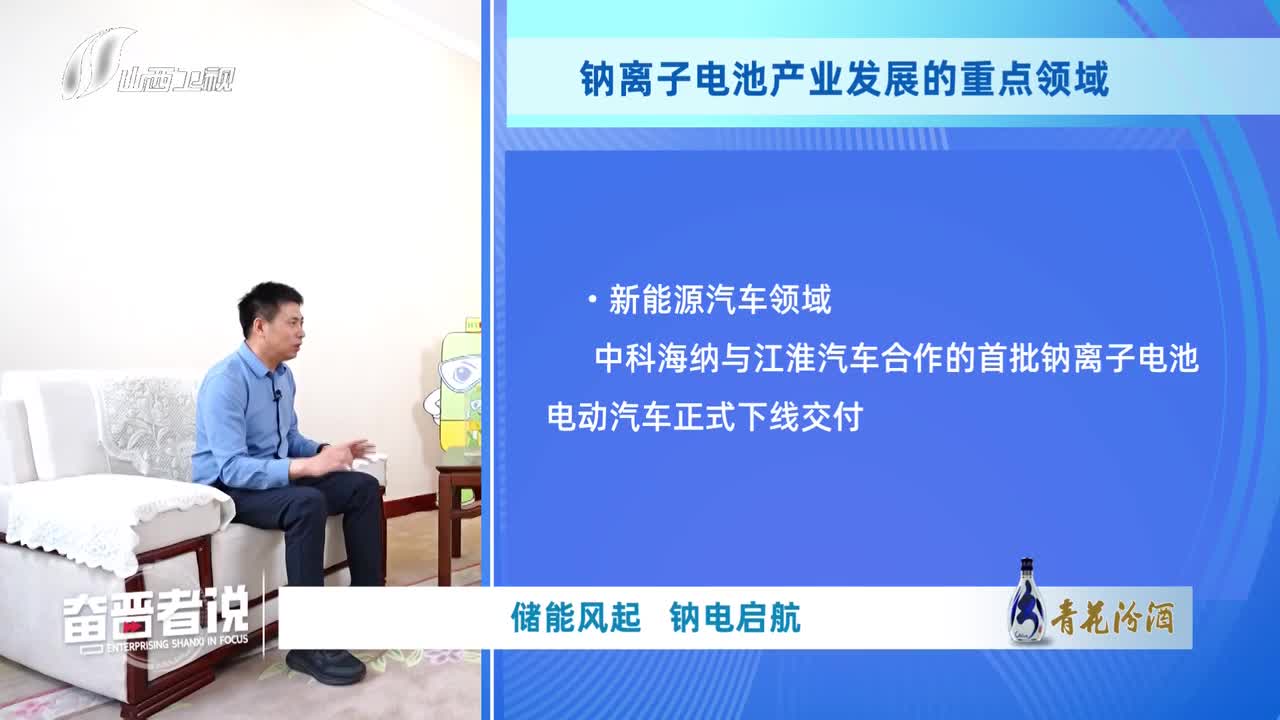 山西卫视
钠离子电池产业发展的重点领域
·新能源汽车领域
中科海纳与江淮汽车合作的首批钠离子电池
电动汽车正式下线交付
奋晋者说
ENTERPRISING SHANXI IN FOCUS
储能风起 钠电启航
青花汾酒